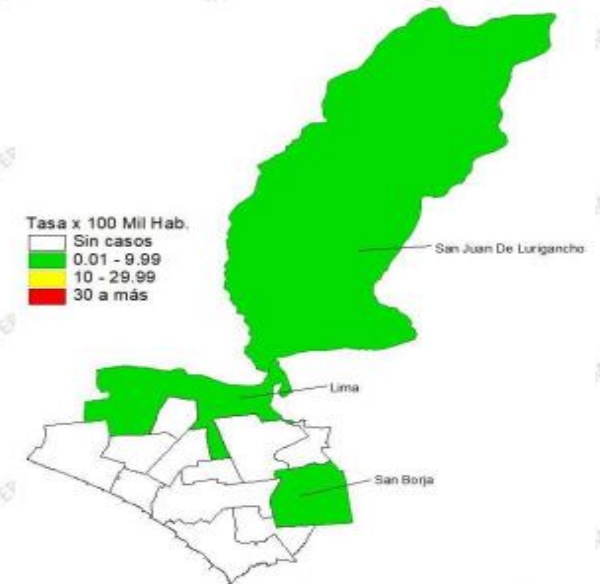 Tasa x 100 Mil Hab.
Sin casos
0.01 - 9.99
10 - 29.99
30 a más
San Juan De Lurigancho
Lima
San Borja